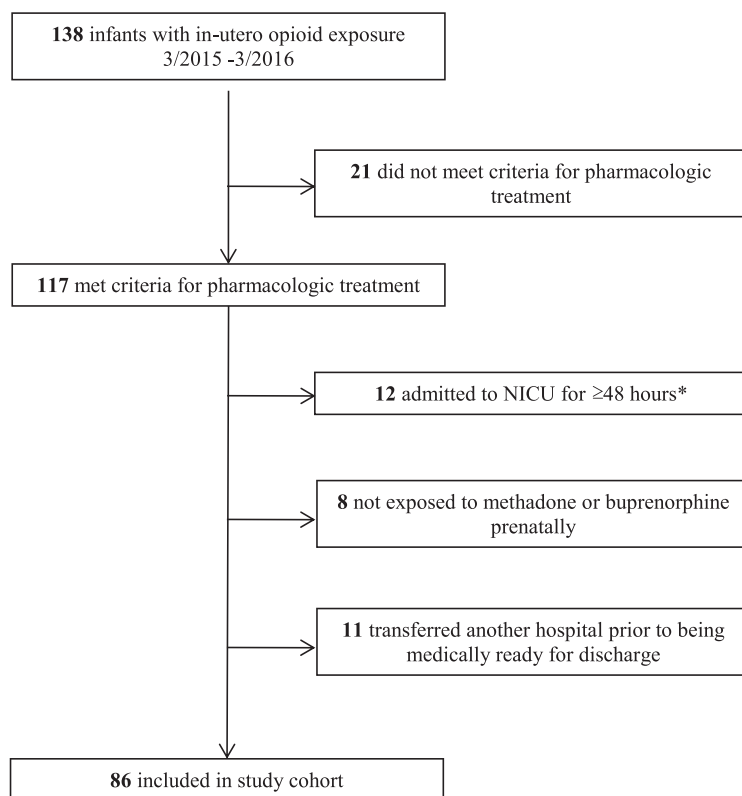 138 infants with in-utero opioid exposure
3/2015 -3/2016
21 did not meet criteria for pharmacologic
treatment
117 met criteria for pharmacologic treatment
12 admitted to NICU for ≥48 hours*
8 not exposed to methadone or buprenorphine
prenatally
11 transferred another hospital prior to being
medically ready for discharge
86 included in study cohort